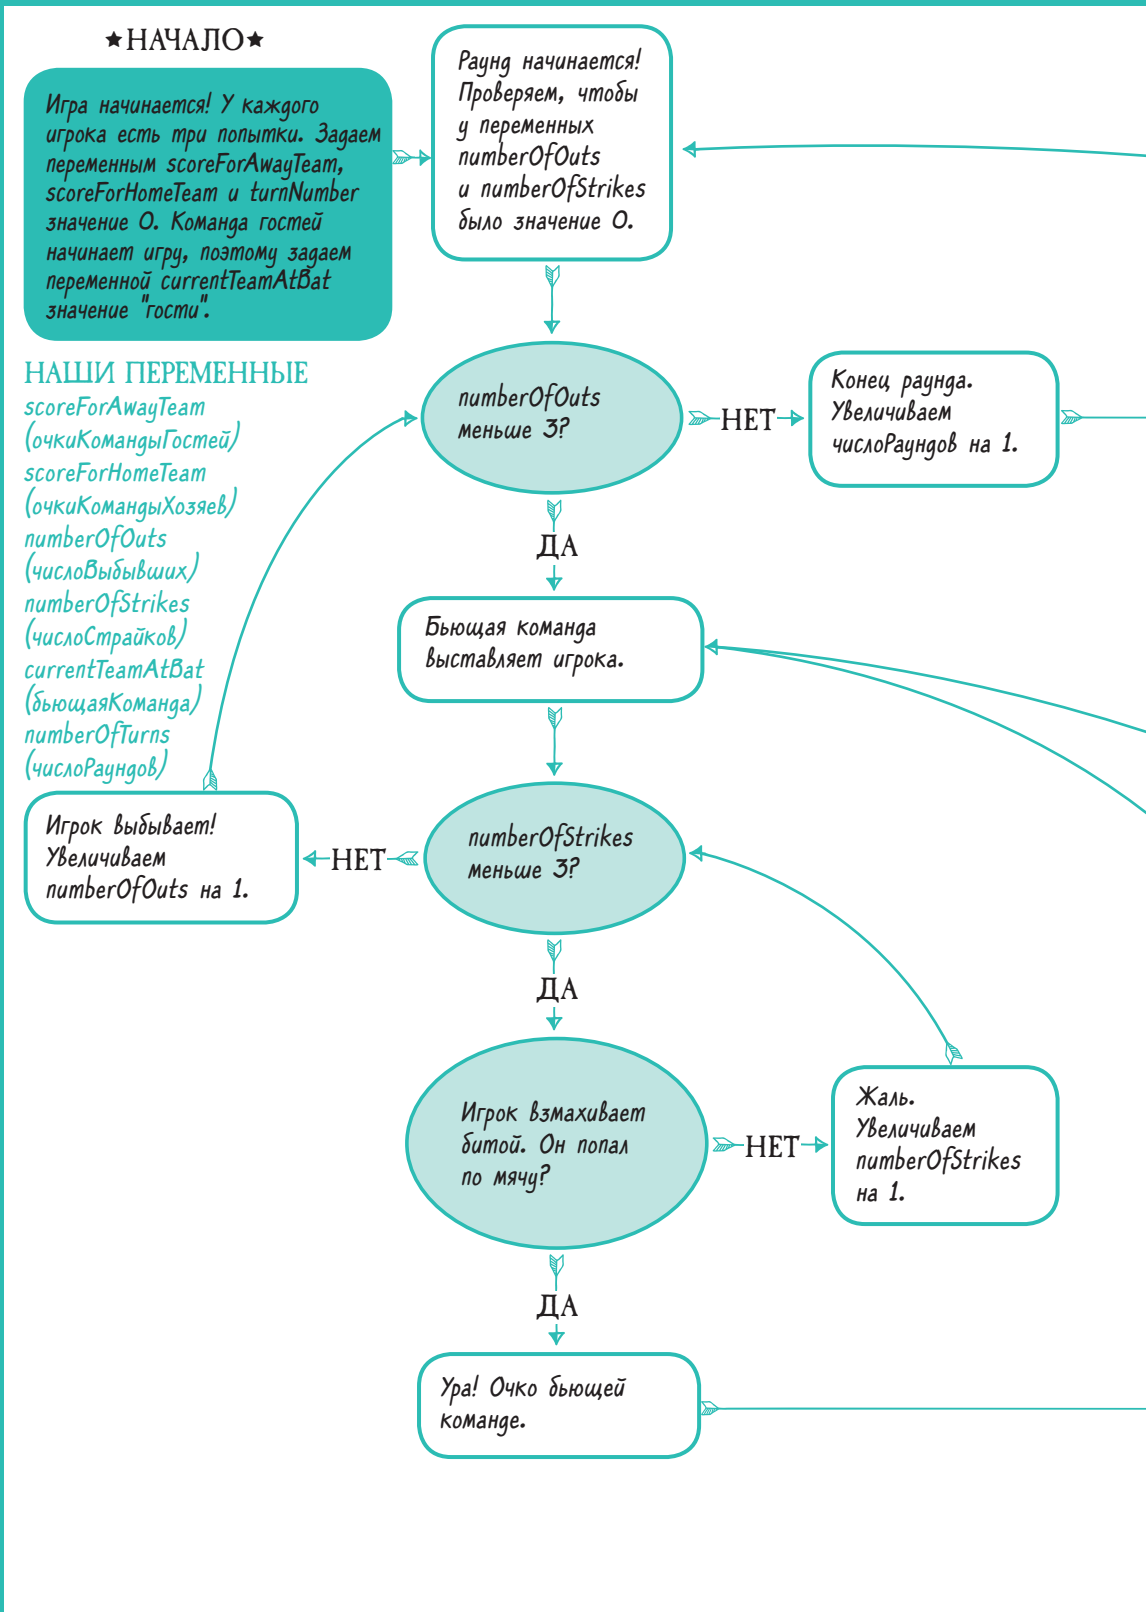 ★НАЧАЛО★
Игра начинается! У каждого
игрока есть три попытки. Задаем
переменным scoreForAwayTeam,
scoreForHomeTeam и turnNumber
значение 0. Команда гостей
начинает игру, поэтому задаем
переменной currentTeamAtBat
значение "гости".
Раунд начинается!
Проверяем, чтобы
у переменных
numberOfOuts
и numberOfStrikes
было значение 0.
НАШИ ПЕРЕМЕННЫЕ
scoreForAwayTeam
(очкиКомандыГостей)
scoreForHomeTeam
(очкиКомандыХозяев)
numberOfOuts
(числоВыбывших)
numberOfStrikes
(числоСтрайков)
currentTeamAtBat
(бьющаяКоманда)
numberOfTurns
(числоРаундов)
numberOfOuts
меньше 3?
НЕТ
Конец раунда.
Увеличиваем
числоРаундов на 1.
ДА
Бьющая команда
выставляет игрока.
numberOfStrikes
меньше 3?
НЕТ
Игрок выбывает!
Увеличиваем
numberOfOuts на 1.
ДА
Игрок взмахивает
битой. Он попал
по мячу?
НЕТ
Жаль.
Увеличиваем
numberOfStrikes
на 1.
ДА
Ура! Очко бьющей
команде.